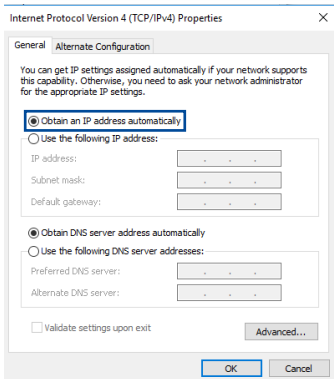 Internet Protocol Version 4 (TCP/IPv4) Properties
General Alternate Configuration
You can get IP settings assigned automatically if your network supports
this capability. Otherwise, you need to ask your network administrator
for the appropriate IP settings.
Obtain an IP address automatically
Use the following IP address:
IP address:
Subnet mask:
Default gateway:
Obtain DNS server address automatically
Use the following DNS server addresses:
Preferred DNS server:
Alternate DNS server:
Validate settings upon exit
Advanced...
OK Cancel